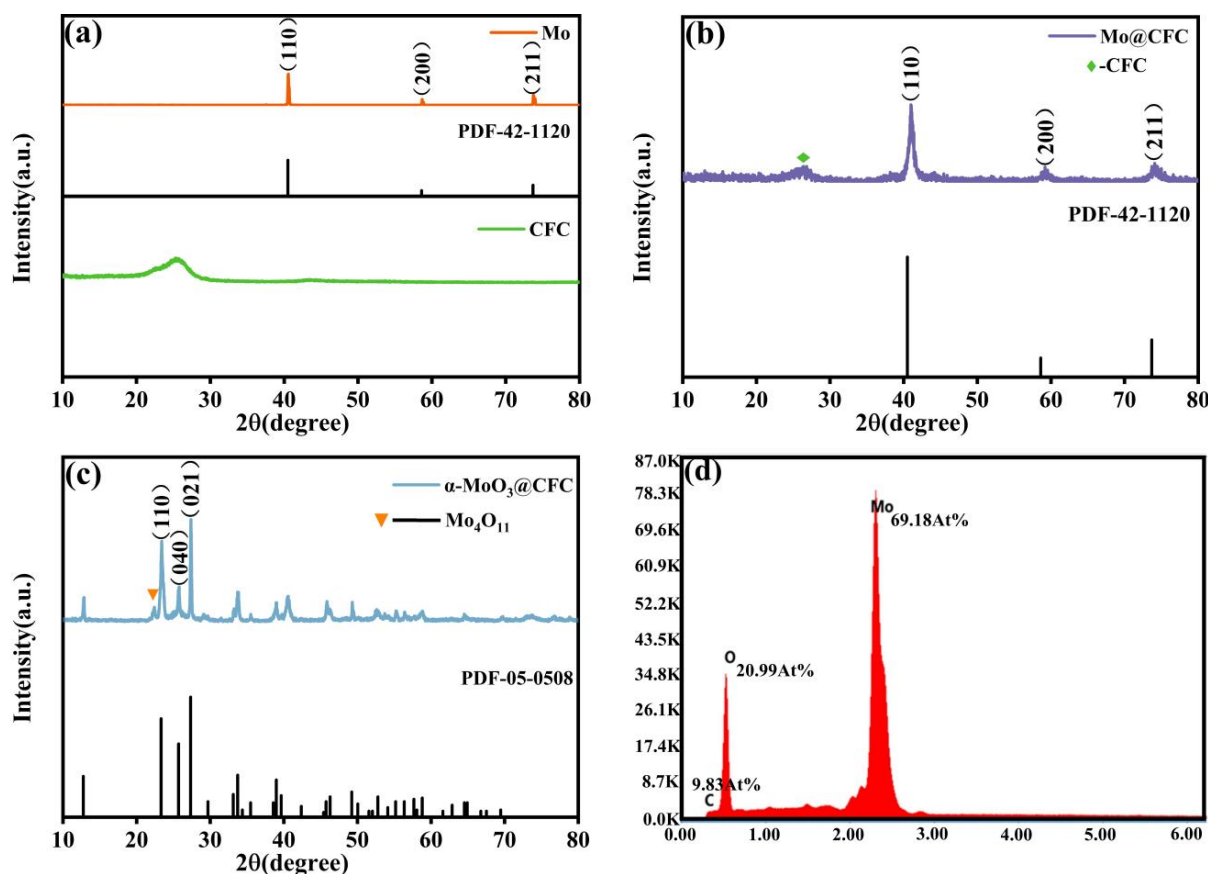 (a)
Mo
(110)
(200)
(211)
PDF-42-1120
CFC
Intensity(a.u.)
10 20 30 40 50 60 70 80
2θ(degree)
(b)
Mo@CFC
-CFC
(110)
(200)
(211)
PDF-42-1120
Intensity(a.u.)
10 20 30 40 50 60 70 80
2θ(degree)
(c)
α-MoO₃@CFC
Mo₄O₁₁
(110)
(040)
(021)
PDF-05-0508
Intensity(a.u.)
10 20 30 40 50 60 70 80
2θ(degree)
(d)
87.0K
78.3K
69.6K
60.9K
52.2K
43.5K
34.8K
26.1K
17.4K
8.7K
0.0K
Mo
69.18At%
O
20.99At%
9.83At%
C
0.00 1.00 2.00 3.00 4.00 5.00 6.00